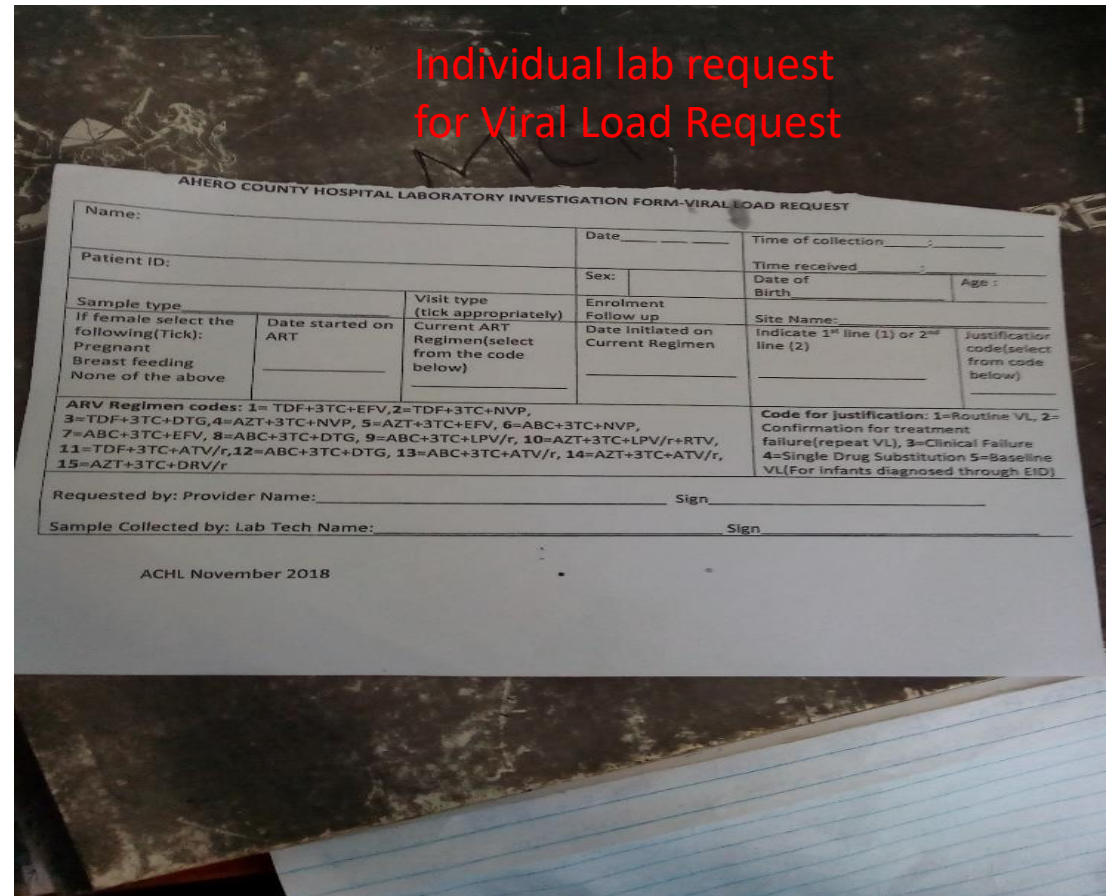 Individual lab request
for Viral Load Request
AHERO COUNTY HOSPITAL LABORATORY INVESTIGATION FORM-VIRAL LOAD REQUEST
Name:
Date___ ___ ___
Time of collection_____:_______
Patient ID:
Time received_______:_______
Sex:
Date of
Birth
Age :
Sample type
Visit type
(tick appropriately)
Enrolment
Follow up
Site Name:
If female select the
following(Tick):
Pregnant
Breast feeding
None of the above
Date started on
ART
Current ART
Regimen(select
from the code
below)
Date Initiated on
Current Regimen
Indicate 1st line (1) or 2nd
line (2)
Justification
code(select
from code
below)
ARV Regimen codes: 1= TDF+3TC+EFV,2=TDF+3TC+NVP,
3=TDF+3TC+DTG,4=AZT+3TC+NVP, 5=AZT+3TC+EFV, 6=ABC+3TC+NVP,
7=ABC+3TC+EFV, 8=ABC+3TC+DTG, 9=ABC+3TC+LPV/r, 10=AZT+3TC+LPV/r+RTV,
11=TDF+3TC+ATV/r,12=ABC+3TC+DTG, 13=ABC+3TC+ATV/r, 14=AZT+3TC+ATV/r,
15=AZT+3TC+DRV/r
Code for justification: 1=Routine VL, 2=
Confirmation for treatment
failure(repeat VL), 3=Clinical Failure
4=Single Drug Substitution 5=Baseline
VL(For infants diagnosed through EID)
Requested by: Provider Name:
Sign
Sample Collected by: Lab Tech Name:
Sign
ACHL November 2018